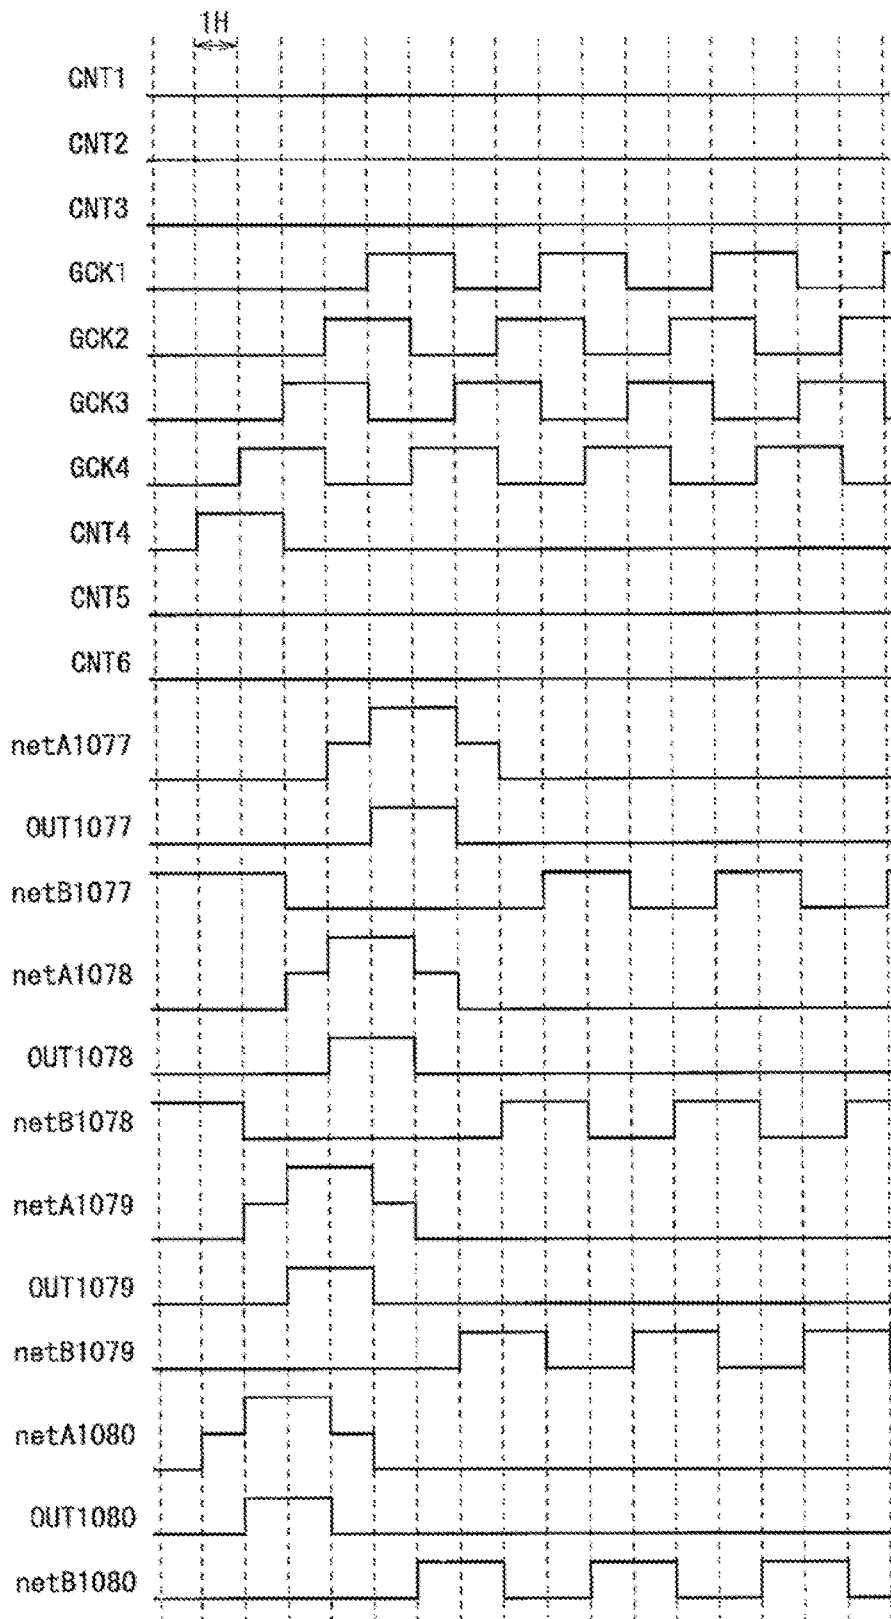 1H
CNT1
CNT2
CNT3
GCK1
GCK2
GCK3
GCK4
CNT4
CNT5
CNT6
netA1077
OUT1077
netB1077
netA1078
OUT1078
netB1078
netA1079
OUT1079
netB1079
netA1080
OUT1080
netB1080